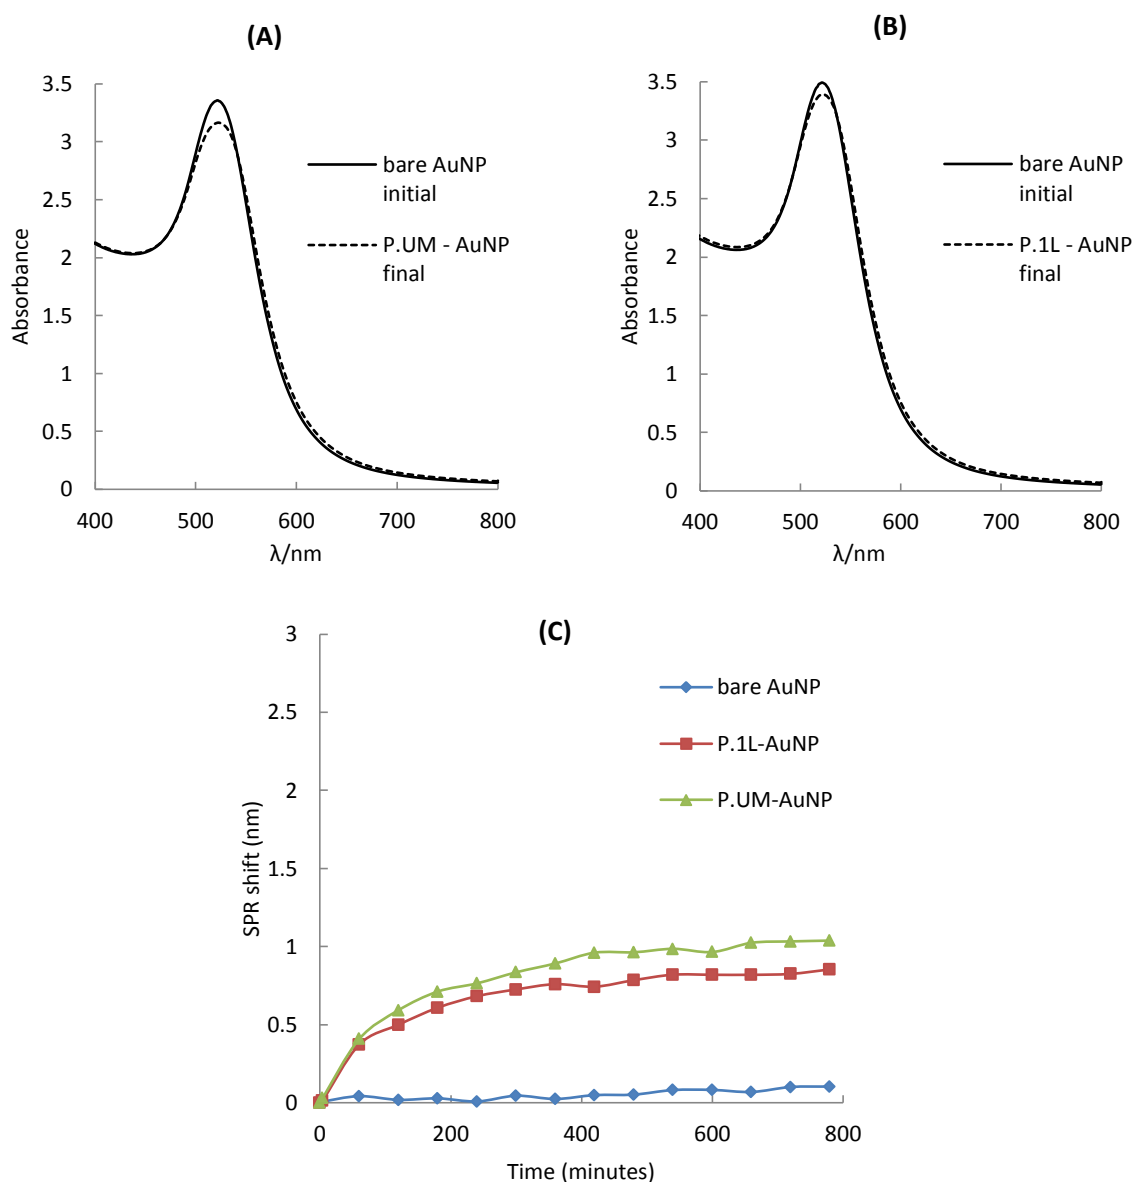 (A)
Absorbance
3.5
3
2.5
2
1.5
1
0.5
0
400 500 600 700 800
λ/nm
bare AuNP
initial
P.UM - AuNP
final
(B)
Absorbance
3.5
3
2.5
2
1.5
1
0.5
0
400 500 600 700 800
λ/nm
bare AuNP
initial
P.1L - AuNP
final
(C)
SPR shift (nm)
3
2.5
2
1.5
1
0.5
0
0 200 400 600 800
Time (minutes)
bare AuNP
P.1L-AuNP
P.UM-AuNP